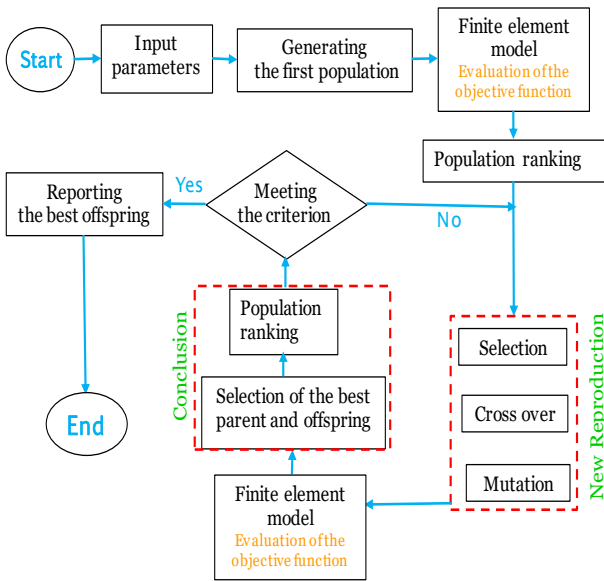 Start
Input
parameters
Generating
the first population
Finite element
model
Evaluation of the
objective function
Population ranking
Meeting
the criterion
Yes
No
Reporting
the best offspring
End
New Reproduction
Selection
Cross over
Mutation
Finite element
model
Evaluation of the
objective function
Conclusion
Selection of the best
parent and offspring
Population
ranking